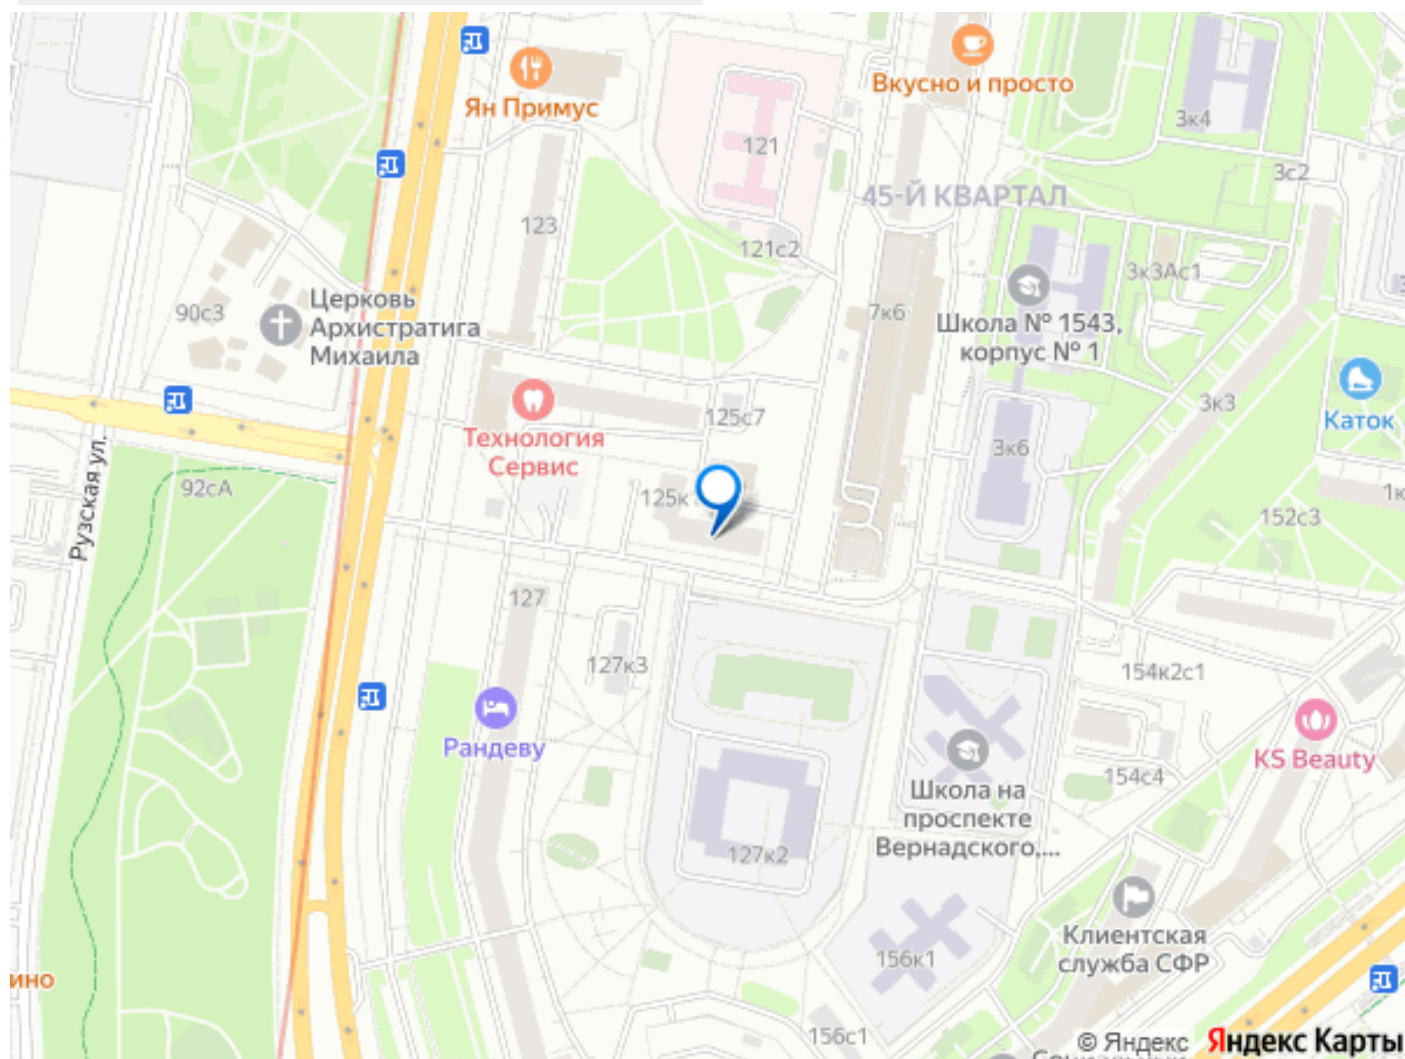 Ян Примус
Вкусно и просто
3к4
121
3с2
45-Й КВАРТАЛ
123
121с2
3к3Ас1
Церковь
Архистратига
Михаила
90с3
7к6
Школа № 1543,
корпус № 1
3к3
Каток
125с7
Технология
Сервис
3к6
92сА
125к
1к
152с3
Рузская ул.
127
127к3
154к2с1
Рандеву
KS Beauty
154с4
Школа на
проспекте
Вернадского,...
127к2
Клиентская
служба СФР
156к1
ино
156с1
© Яндекс Яндекс Карты